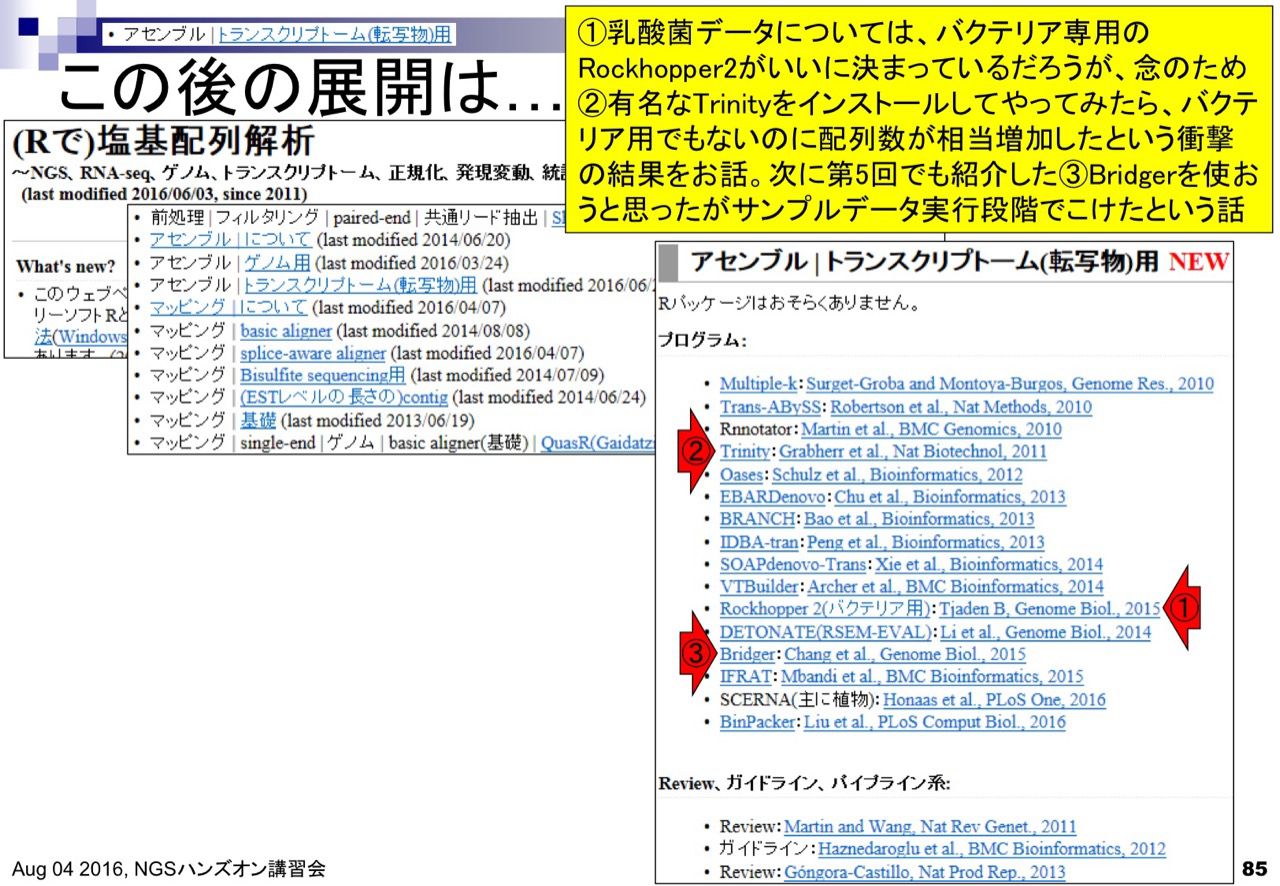 • アセンブル | トランスクリプトーム(転写物)用
この後の展開は…
①乳酸菌データについては、バクテリア専用の
Rockhopper2がいいに決まっているだろうが、念のため
②有名なTrinityをインストールしてやってみたら、バクテ
リア用でもないのに配列数が相当増加したという衝撃
の結果をお話。次に第5回でも紹介した③Bridgerを使お
うと思ったがサンプルデータ実行段階でこけたという話
(Rで)塩基配列解析
～NGS、RNA-seq、ゲノム、トランスクリプトーム、正規化、発現変動、統
(last modified 2016/06/03, since 2011)
What's new?
• このウェブペ
リーソフトRと
法(Windows
• 前処理 | フィルタリング | paired-end | 共通リード抽出 |
• アセンブル | について (last modified 2014/06/20)
• アセンブル | ゲノム用 (last modified 2016/03/24)
• アセンブル | トランスクリプトーム(転写物)用 (last modified 2016/06/
• マッピング | について (last modified 2016/04/07)
• マッピング | basic aligner (last modified 2014/08/08)
• マッピング | splice-aware aligner (last modified 2016/04/07)
• マッピング | Bisulfite sequencing用 (last modified 2014/07/09)
• マッピング | (ESTレベルの長さの)contig (last modified 2014/06/24)
• マッピング | 基礎 (last modified 2013/06/19)
• マッピング | single-end | ゲノム | basic aligner(基礎) | QuasR(Gaidatz
アセンブル | トランスクリプトーム(転写物)用 NEW
Rパッケージはおそらくありません。
プログラム:
• Multiple-k: Surget-Groba and Montoya-Burgos, Genome Res., 2010
• Trans-ABySS: Robertson et al., Nat Methods, 2010
• Rnnotator: Martin et al., BMC Genomics, 2010
② Trinity: Grabherr et al., Nat Biotechnol, 2011
• Oases: Schulz et al., Bioinformatics, 2012
• EBARDenovo: Chu et al., Bioinformatics, 2013
• BRANCH: Bao et al., Bioinformatics, 2013
• IDBA-tran: Peng et al., Bioinformatics, 2013
• SOAPdenovo-Trans: Xie et al., Bioinformatics, 2014
• VTBuilder: Archer et al., BMC Bioinformatics, 2014
• Rockhopper 2(バクテリア用): Tjaden B, Genome Biol., 2015 ①
• DETONATE(RSEM-EVAL): Li et al., Genome Biol., 2014
③ Bridger: Chang et al., Genome Biol., 2015
• IFRAT: Mbandi et al., BMC Bioinformatics, 2015
• SCERNA(主に植物): Honaas et al., PLoS One, 2016
• BinPacker: Liu et al., PLoS Comput Biol., 2016
Review、ガイドライン、パイプライン系:
• Review: Martin and Wang, Nat Rev Genet., 2011
• ガイドライン: Haznedaroglu et al., BMC Bioinformatics, 2012
• Review: Góngora-Castillo, Nat Prod Rep., 2013
Aug 04 2016, NGSハンズオン講習会
85